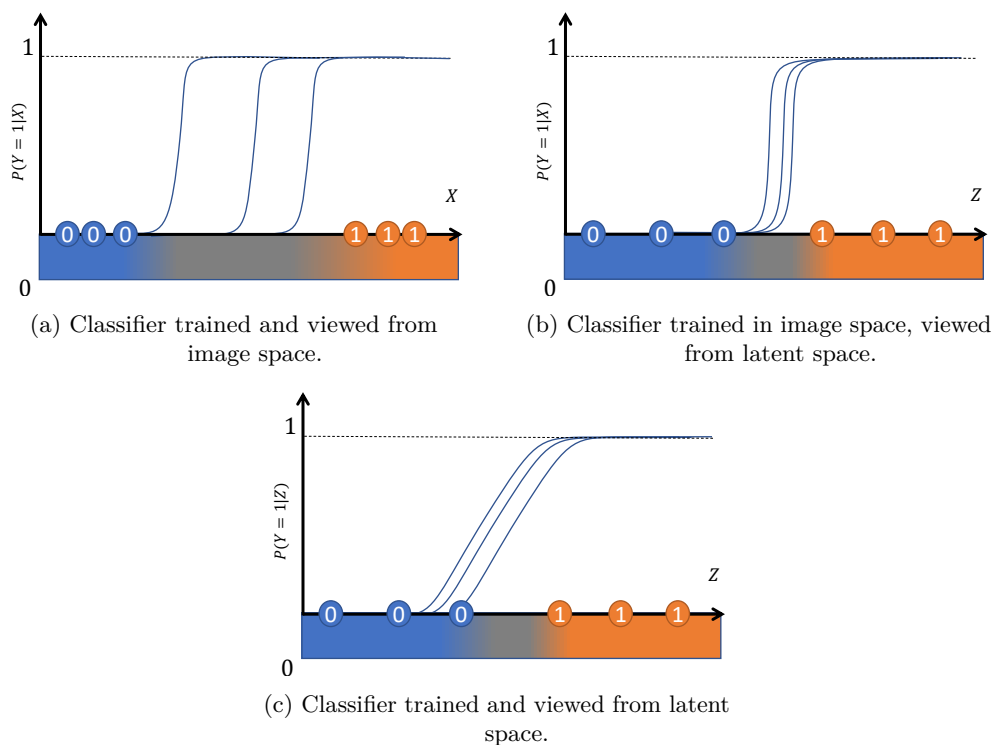 1
P(Y = 1|X)
X
0 0 0 1 1 1
0
(a) Classifier trained and viewed from
image space.
1
P(Y = 1|X)
Z
0 0 0 1 1 1
0
(b) Classifier trained in image space, viewed
from latent space.
1
P(Y = 1|Z)
Z
0 0 0 1 1 1
0
(c) Classifier trained and viewed from latent
space.